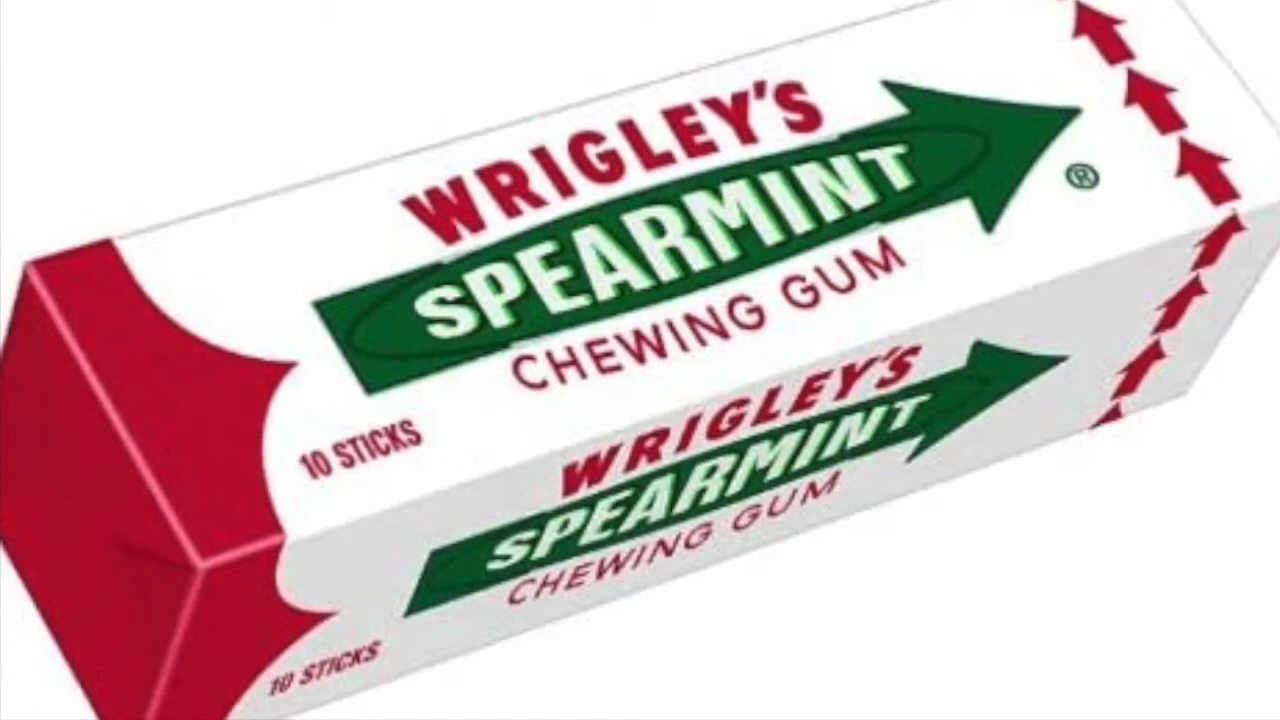 WRIGLEY'S
SPEARMINT
®
CHEWING GUM
10 STICKS
WRIGLEY'S
SPEARMINT
CHEWING GUM
10 STICKS